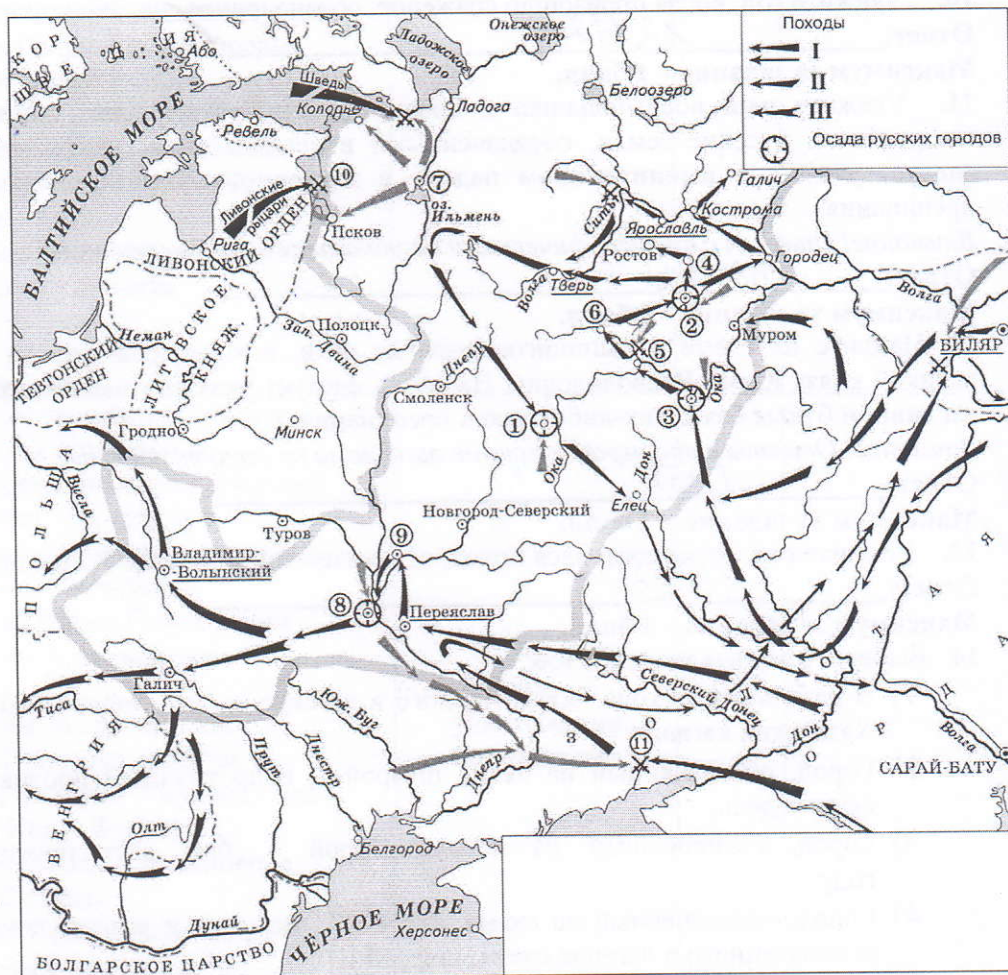 ШВЕЦИЯ
Або
БАЛТИЙСКОЕ МОРЕ
Шведы
Копорье
Ревель
Ладожское озеро
Ладога
Онежское озеро
Белоозеро
Походы
I
II
III
Осада русских городов
Галич
Кострома
Ситъ
Ярославль
Ростов
4
Городец
Волга
Тверь
Волга
6
2
Муром
5
Ока
3
БИЛЯР
7
оз. Ильмень
10
Псков
Ливонские рыцари
Рига
ЛИВОНСКИЙ ОРДЕН
Полоцк
Зап. Двина
ЛИТОВСКОЕ КНЯЖ.
Неман
ТЕВТОНСКИЙ ОРДЕН
Гродно
Минск
Смоленск
Днепр
1
Ока
Дон
Елец
Новгород-Северский
ПОЛЬША
Висла
Туров
Владимир
-Волынский
9
8
Переяслав
Галич
Тиса
ВЕНГРИЯ
Прут
Днестр
Юж. Буг
Днепр
Северский Донец
Дон
Волга
САРАЙ-БАТУ
11
Олт
Дунай
Белгород
ЧЁРНОЕ МОРЕ
Херсонес
БОЛГАРСКОЕ ЦАРСТВО